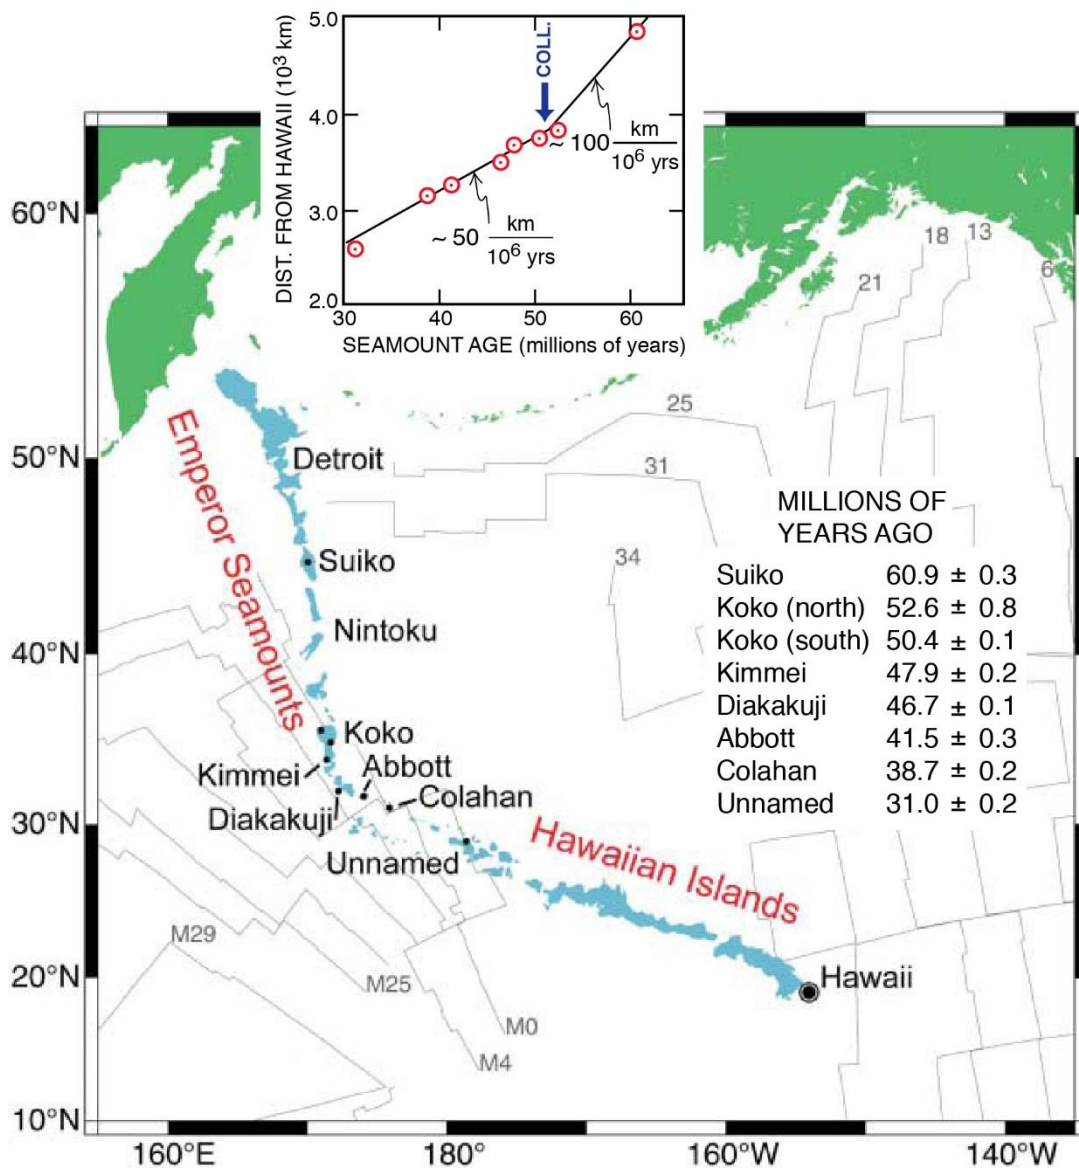 5.0
4.0
3.0
2.0
DIST. FROM HAWAII (10³ km)
COLL.
~ 100 km
10⁶ yrs
~ 50 km
10⁶ yrs
30 40 50 60
SEAMOUNT AGE (millions of years)
60°N
50°N
40°N
30°N
20°N
10°N
18
13
21
6
25
31
34
Emperor Seamounts
Detroit
Suiko
Nintoku
Koko
Kimmei
Abbott
Diakakuji
Colahan
Unnamed
Hawaiian Islands
Hawaii
MILLIONS OF
YEARS AGO
Suiko 60.9 ± 0.3
Koko (north) 52.6 ± 0.8
Koko (south) 50.4 ± 0.1
Kimmei 47.9 ± 0.2
Diakakuji 46.7 ± 0.1
Abbott 41.5 ± 0.3
Colahan 38.7 ± 0.2
Unnamed 31.0 ± 0.2
M29
M25
M0
M4
160°E 180° 160°W 140°W